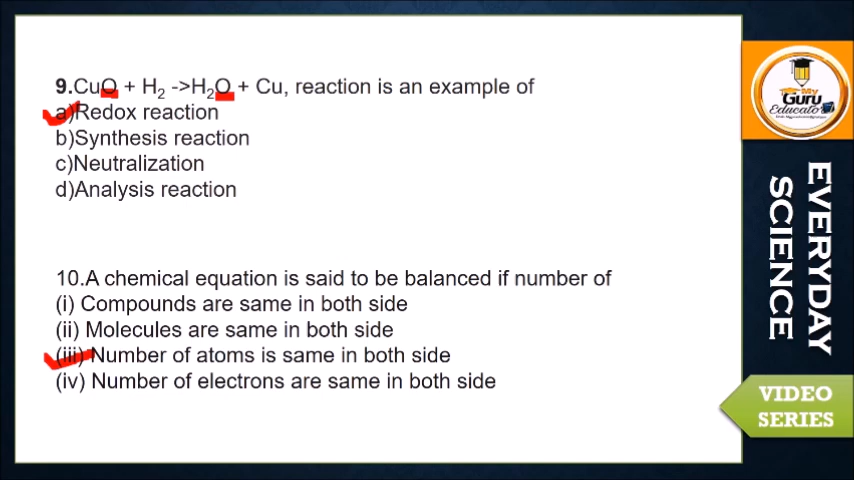 9.CuO + H₂ ->H₂O + Cu, reaction is an example of
a)Redox reaction
b)Synthesis reaction
c)Neutralization
d)Analysis reaction
10.A chemical equation is said to be balanced if number of
(i) Compounds are same in both side
(ii) Molecules are same in both side
(iii) Number of atoms is same in both side
(iv) Number of electrons are same in both side
My
Guru
Educator
EVERYDAY
SCIENCE
VIDEO
SERIES